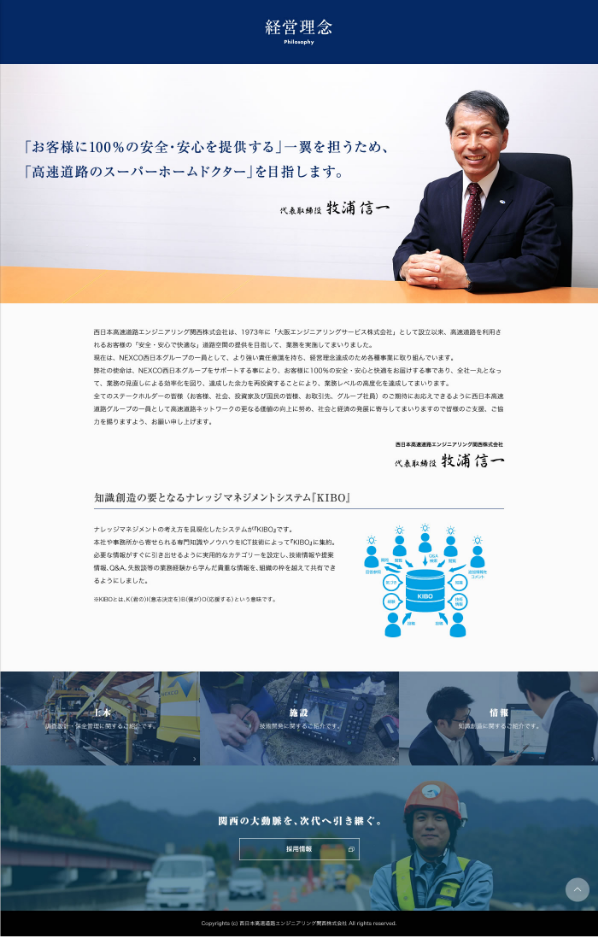 経営理念
Philosophy
「お客様に100％の安全・安心を提供する」一翼を担うため、
「高速道路のスーパーホームドクター」を目指します。
代表取締役 牧浦信一
西日本高速道路エンジニアリング関西株式会社は、1973年に「大阪エンジニアリングサービス株式会社」として設立以来、高速道路を利用さ
れるお客様の「安全・安心で快適な」道路空間の提供を目指して、業務を実施してまいりました。
現在は、NEXCO西日本グループの一員として、より強い責任意識を持ち、経営理念達成のため各種事業に取り組んでいます。
弊社の使命は、NEXCO西日本グループをサポートする事により、お客様に100％の安全・安心と快適をお届けする事であり、全社一丸となっ
て、業務の見直しによる効率化を図り、達成した余力を再投資することにより、業務レベルの高度化を達成してまいります。
全てのステークホルダーの皆様（お客様、社会、投資家及び国民の皆様、お取引先、グループ社員）のご期待にお応えできるように西日本高速
道路グループの一員として高速道路ネットワークの更なる価値の向上に努め、社会と経済の発展に寄与してまいりますので皆様のご支援、ご協
力を賜りますよう、お願い申し上げます。
西日本高速道路エンジニアリング関西株式会社
代表取締役 牧浦信一
知識創造の要となるナレッジマネジメントシステム『KIBO』
ナレッジマネジメントの考え方を具現化したシステムが『KIBO』です。
本社や事務所から寄せられる専門知識やノウハウをICT技術によって『KIBO』に集約。
必要な情報がすぐに引き出せるように実用的なカテゴリーを設定し、技術情報や提案
情報、Q&A、失敗談等の業務経験から学んだ貴重な情報を、組織の枠を越えて共有でき
るようにしました。
※KIBOとは、K（者の）I（意志決定を）B（僕が）O（応援する）という意味です。
KIBO
土木
調査設計・保全管理に関するご紹介です。
施設
技術開発に関するご紹介です。
情報
知識創造に関するご紹介です。
関西の大動脈を、次代へ引き継ぐ。
採用情報
Copyrights (c) 西日本高速道路エンジニアリング関西株式会社 All rights reserved.